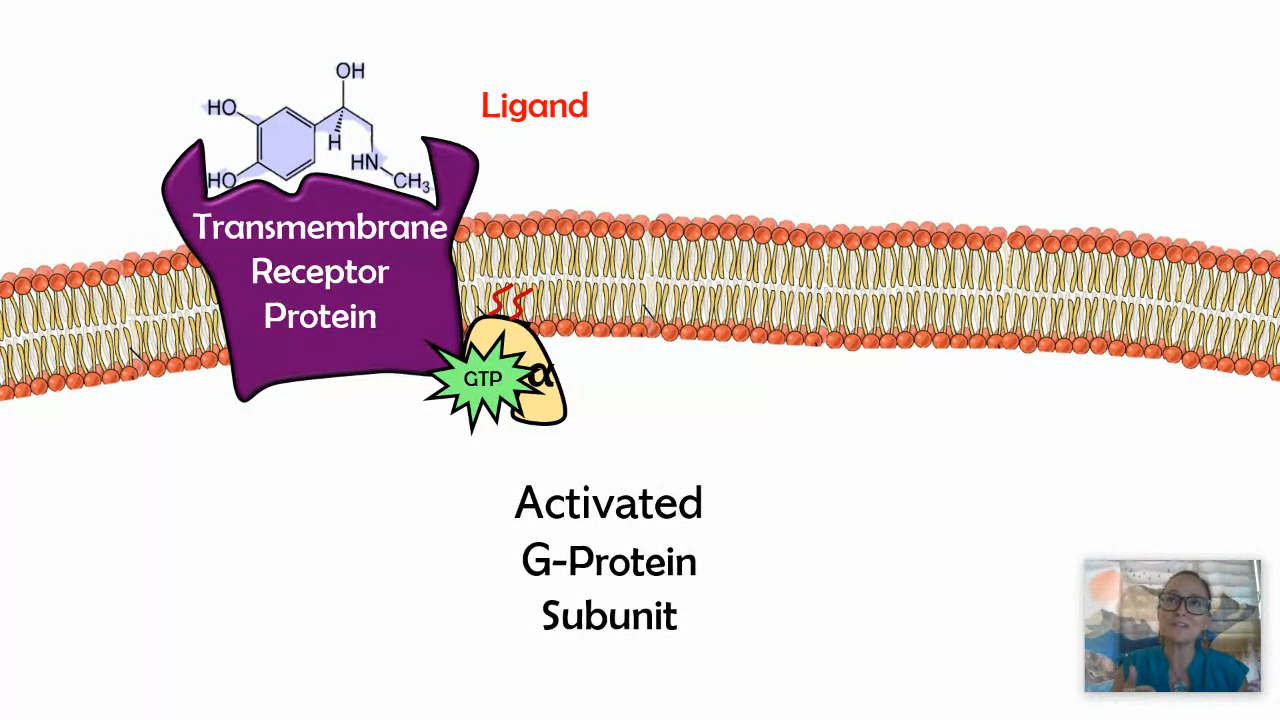 OH
HO
Ligand
H
HN
HO
CH3
Transmembrane
Receptor
Protein
GTP
α
Activated
G-Protein
Subunit